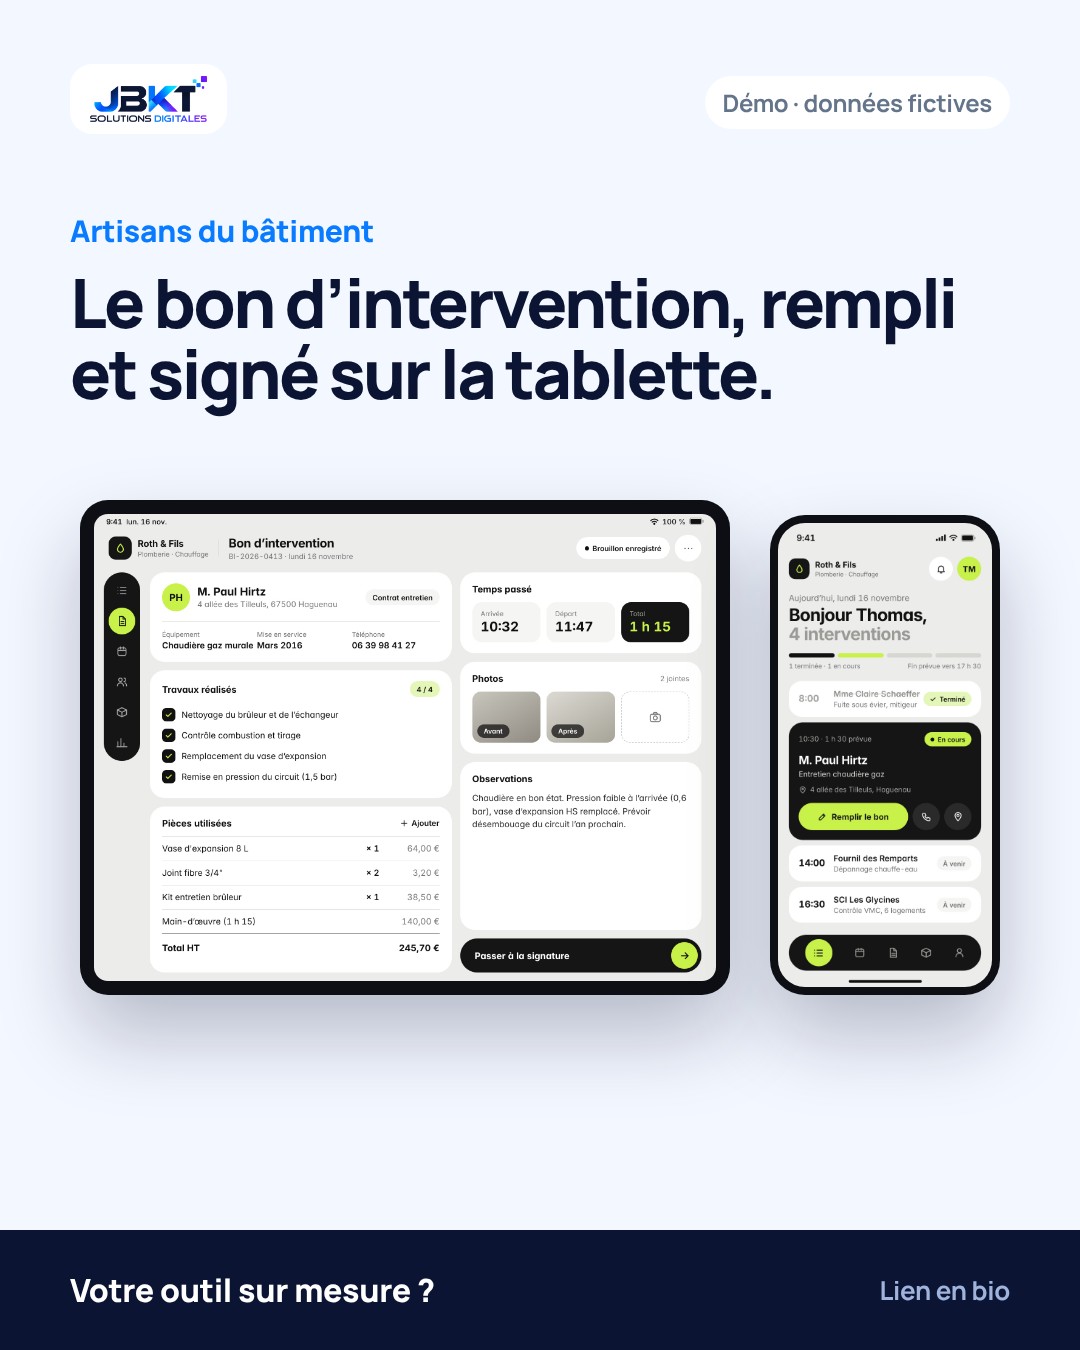 JBKT
SOLUTIONS DIGITALES
Démo · données fictives
Artisans du bâtiment
Le bon d’intervention, rempli
et signé sur la tablette.
9:41 lun. 16 nov.
100 %
Roth & Fils
Plomberie · Chauffage
Bon d’intervention
BI-2026-0413 · lundi 16 novembre
Brouillon enregistré
PH
M. Paul Hirtz
4 allée des Tilleuls, 67500 Haguenau
Contrat entretien
Équipement
Mise en service
Téléphone
Chaudière gaz murale
Mars 2016
06 39 98 41 27
Travaux réalisés
4 / 4
Nettoyage du brûleur et de l’échangeur
Contrôle combustion et tirage
Remplacement du vase d’expansion
Remise en pression du circuit (1,5 bar)
Pièces utilisées
+ Ajouter
Vase d’expansion 8 L × 1 64,00 €
Joint fibre 3/4" × 2 3,20 €
Kit entretien brûleur × 1 38,50 €
Main-d’œuvre (1 h 15) 140,00 €
Total HT 245,70 €
Temps passé
Arrivée
10:32
Départ
11:47
Total
1 h 15
Photos
2 jointes
Avant
Après
Observations
Chaudière en bon état. Pression faible à l’arrivée (0,6
bar), vase d’expansion HS remplacé. Prévoir
désembouage du circuit l’an prochain.
Passer à la signature
9:41
Roth & Fils
Plomberie · Chauffage
TM
Aujourd’hui, lundi 16 novembre
Bonjour Thomas,
4 interventions
1 terminée · 1 en cours
Fin prévue vers 17 h 30
8:00
Mme Claire Schaeffer
Fuite sous évier, mitigeur
Terminé
10:30 · 1 h 30 prévue
En cours
M. Paul Hirtz
Entretien chaudière gaz
4 allée des Tilleuls, Haguenau
Remplir le bon
14:00
Fournil des Remparts
Dépannage chauffe-eau
À venir
16:30
SCI Les Glycines
Contrôle VMC, 6 logements
À venir
Votre outil sur mesure ?
Lien en bio